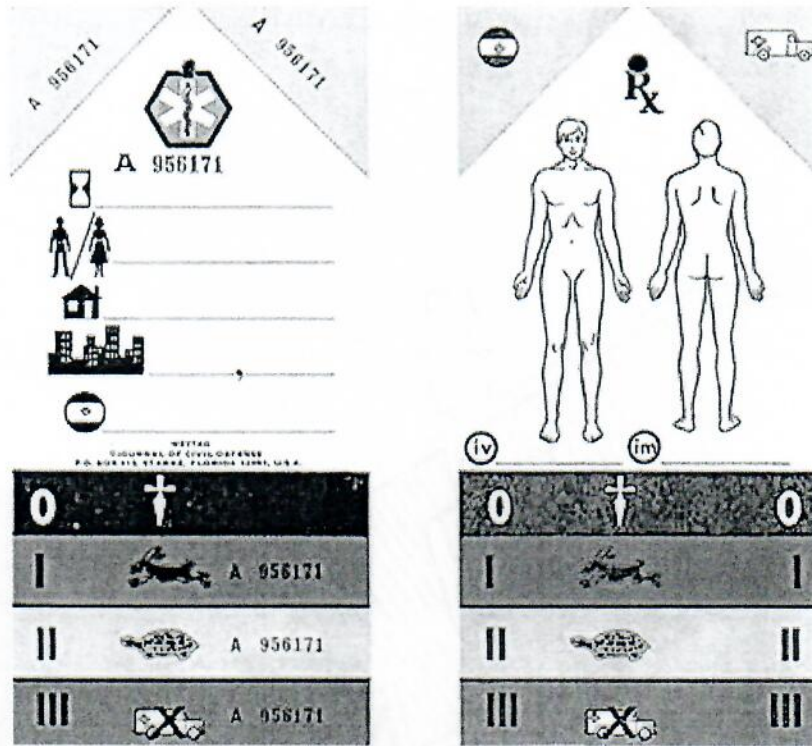 A 956171
A 956171
A 956171
,
METTAG
©JOURNAL OF CIVIL DEFENSE
P.O. BOX 910, STARKE, FLORIDA 32091, U.S.A.
0
I A 956171
II A 956171
III A 956171
Rx
iv im
0 0
I I
II II
III III